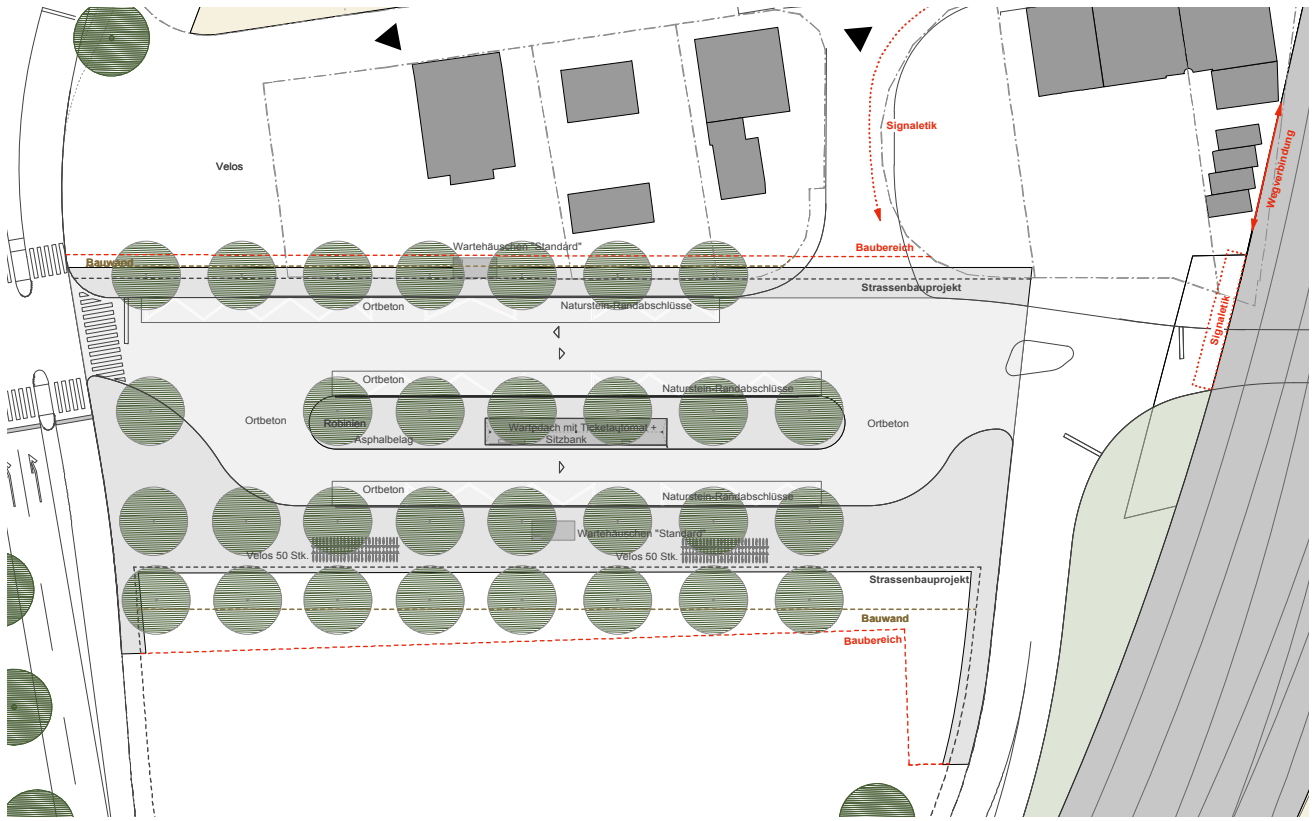 Signaletik
Wegverbindung
Velos
Wartehäuschen "Standard"
Baubereich
Bauwand
Strassenbauprojekt
Ortbeton
Naturstein-Randabschlüsse
Signaletik
Ortbeton
Naturstein-Randabschlüsse
Ortbeton
Robinien
Wartedach mit Ticketautomat +
Sitzbank
Ortbeton
Asphalbelag
Ortbeton
Naturstein-Randabschlüsse
Wartehäuschen "Standard"
Velos 50 Stk.
Velos 50 Stk.
Strassenbauprojekt
Bauwand
Baubereich